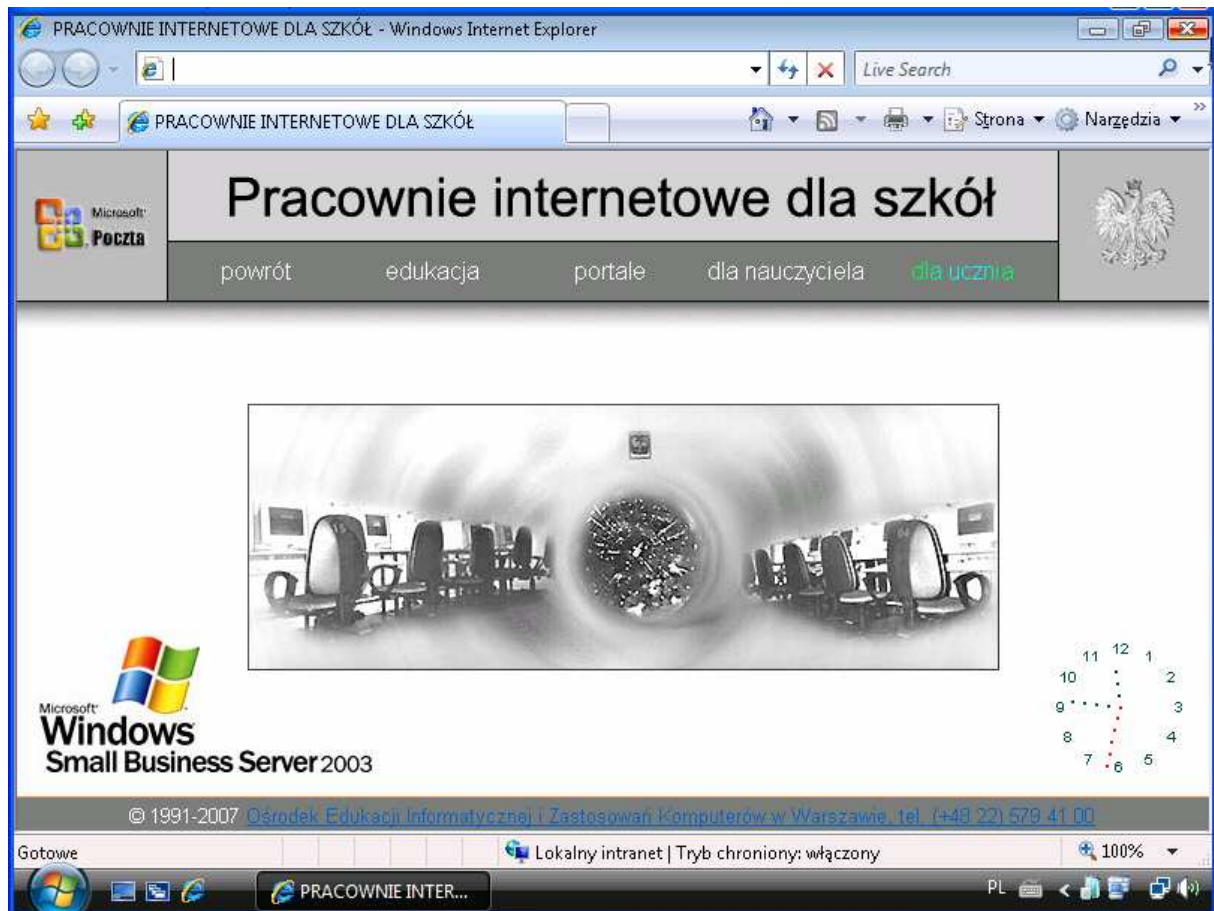 PRACOWNIE INTERNETOWE DLA SZKÓŁ - Windows Internet Explorer
Live Search
PRACOWNIE INTERNETOWE DLA SZKÓŁ
Strona
Narzędzia
Microsoft
Poczta
Pracownie internetowe dla szkół
powrót edukacja portale dla nauczyciela dla ucznia
Microsoft
Windows
Small Business Server 2003
12
11 1
10 2
9 3
8 4
7 6 5
© 1991-2007 Ośrodek Edukacji Informatycznej i Zastosowań Komputerów w Warszawie, tel. (+48 22) 579 41 00
Gotowe Lokalny intranet | Tryb chroniony: włączony 100%
PRACOWNIE INTER... PL